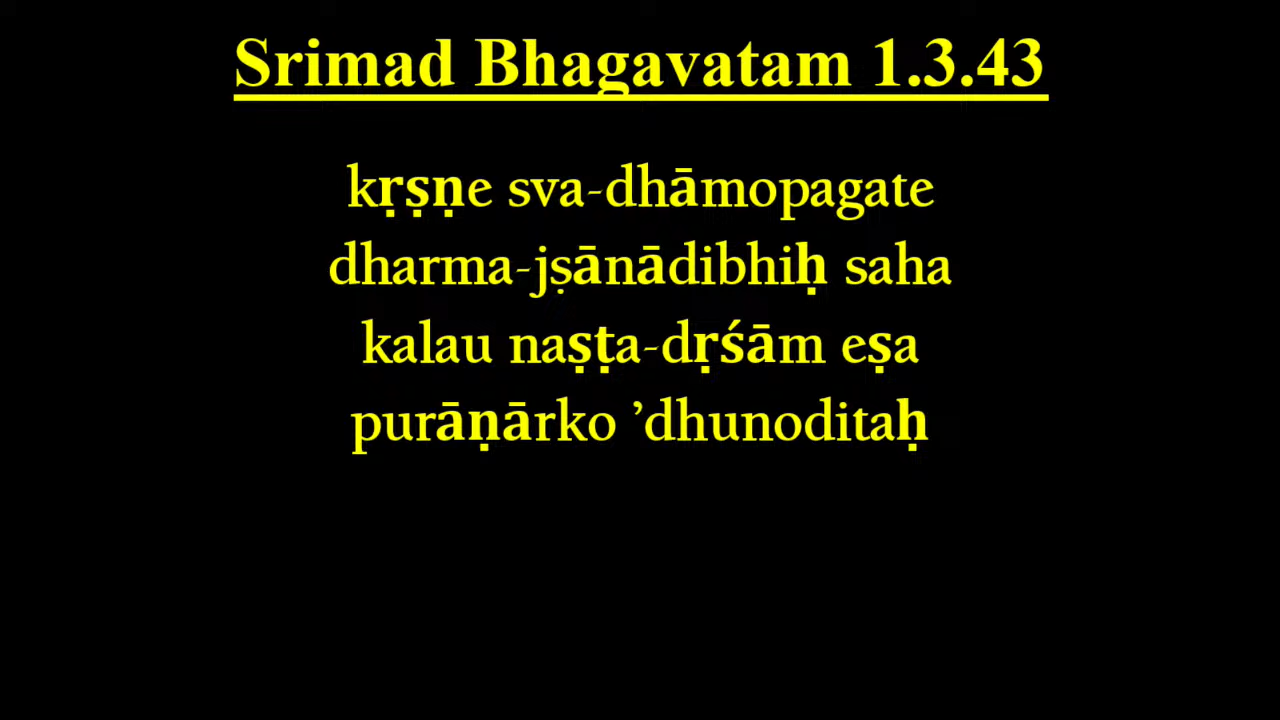 Srimad Bhagavatam 1.3.43
kṛṣṇe sva-dhāmopagate
dharma-jṣānādibhiḥ saha
kalau naṣṭa-dṛśām eṣa
purāṇārko ’dhunoditaḥ